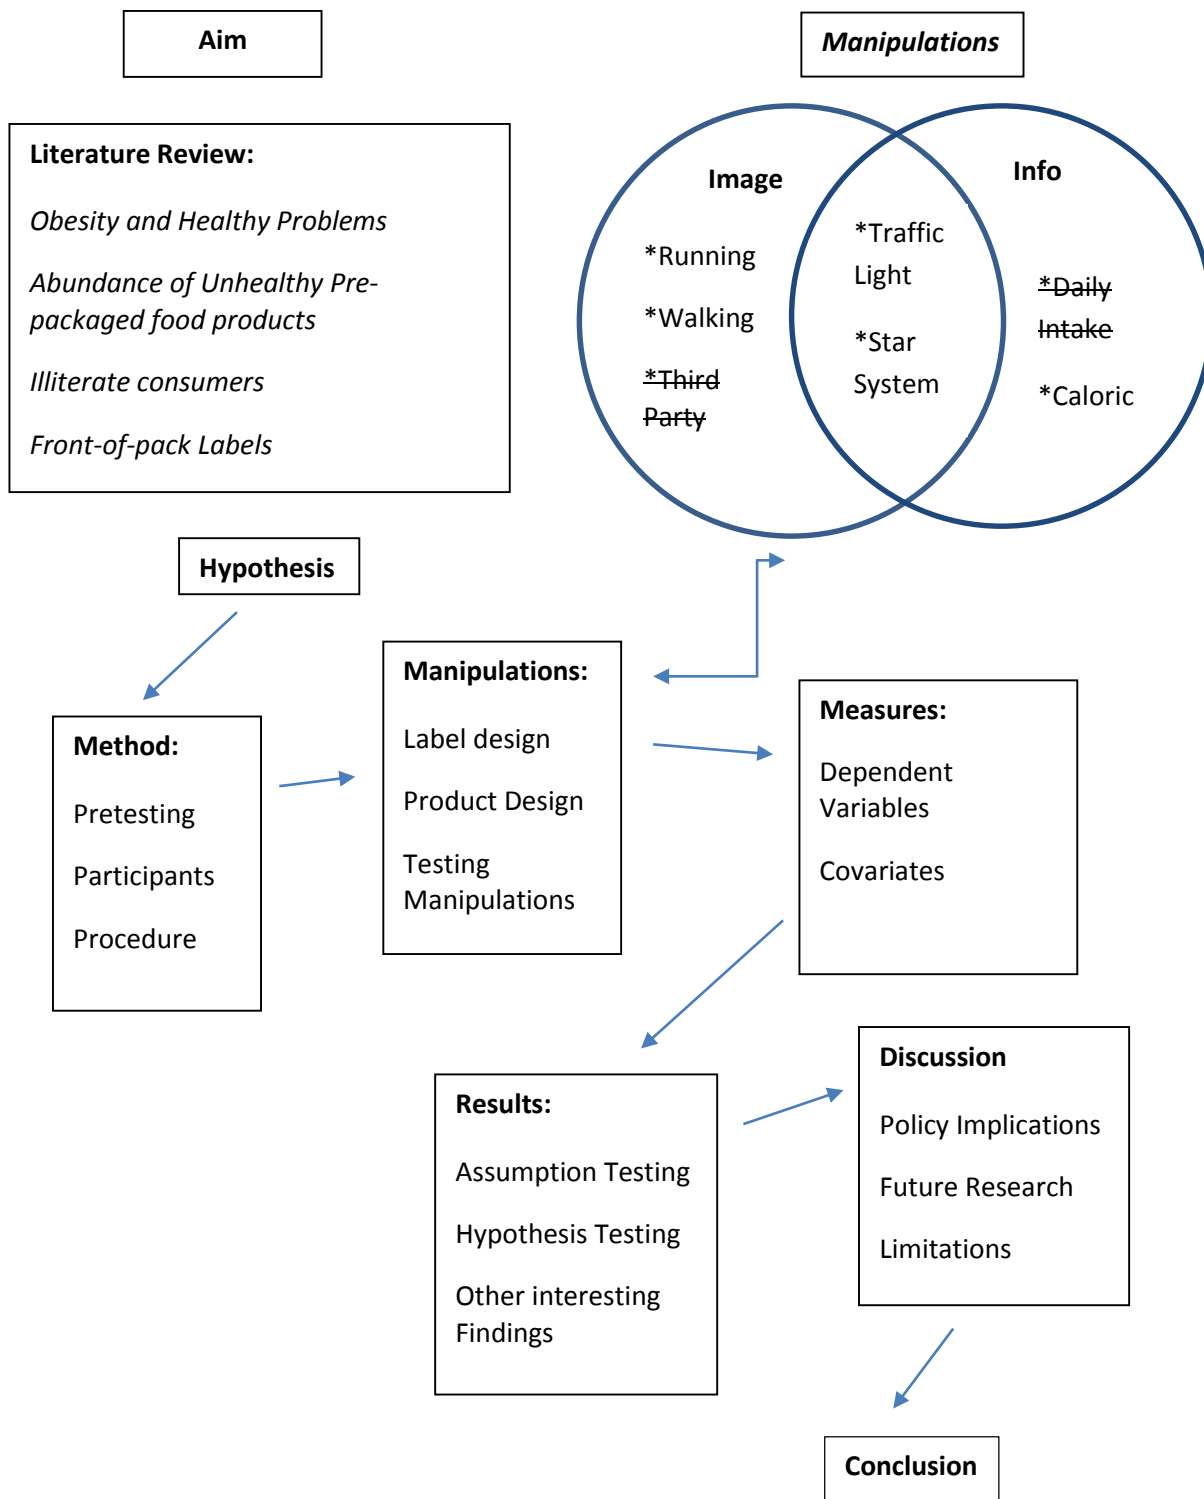 Aim
Manipulations
Literature Review:
Obesity and Healthy Problems
Abundance of Unhealthy Pre-
packaged food products
Illiterate consumers
Front-of-pack Labels
Image
*Running
*Walking
*Third
Party
*Traffic
Light
*Star
System
Info
*Daily
Intake
*Caloric
Hypothesis
Method:
Pretesting
Participants
Procedure
Manipulations:
Label design
Product Design
Testing
Manipulations
Measures:
Dependent
Variables
Covariates
Results:
Assumption Testing
Hypothesis Testing
Other interesting
Findings
Discussion
Policy Implications
Future Research
Limitations
Conclusion